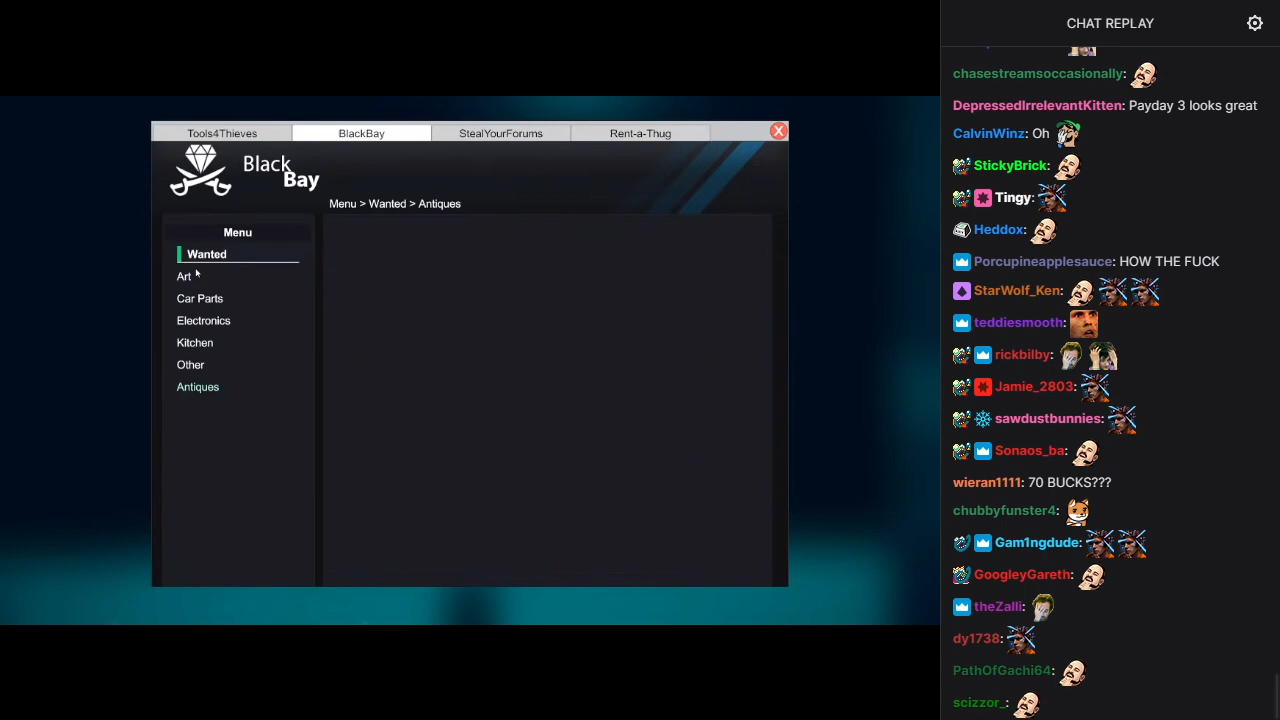 Tools4Thieves
BlackBay
StealYourForums
Rent-a-Thug
X
Black
Bay
Menu > Wanted > Antiques
Menu
Wanted
Art
Car Parts
Electronics
Kitchen
Other
Antiques
CHAT REPLAY
chasestreamsoccasionally:
DepressedIrrelevantKitten: Payday 3 looks great
CalvinWinz: Oh
StickyBrick:
Tingy:
Heddox:
Porcupineapplesauce: HOW THE FUCK
StarWolf_Ken:
teddiesmooth:
rickbilby:
Jamie_2803:
sawdustbunnies:
Sonaos_ba:
wieran1111: 70 BUCKS???
chubbyfunster4:
Gam1ngdude:
GoogleyGareth:
theZalli:
dy1738:
PathOfGachi64:
scizzor_: